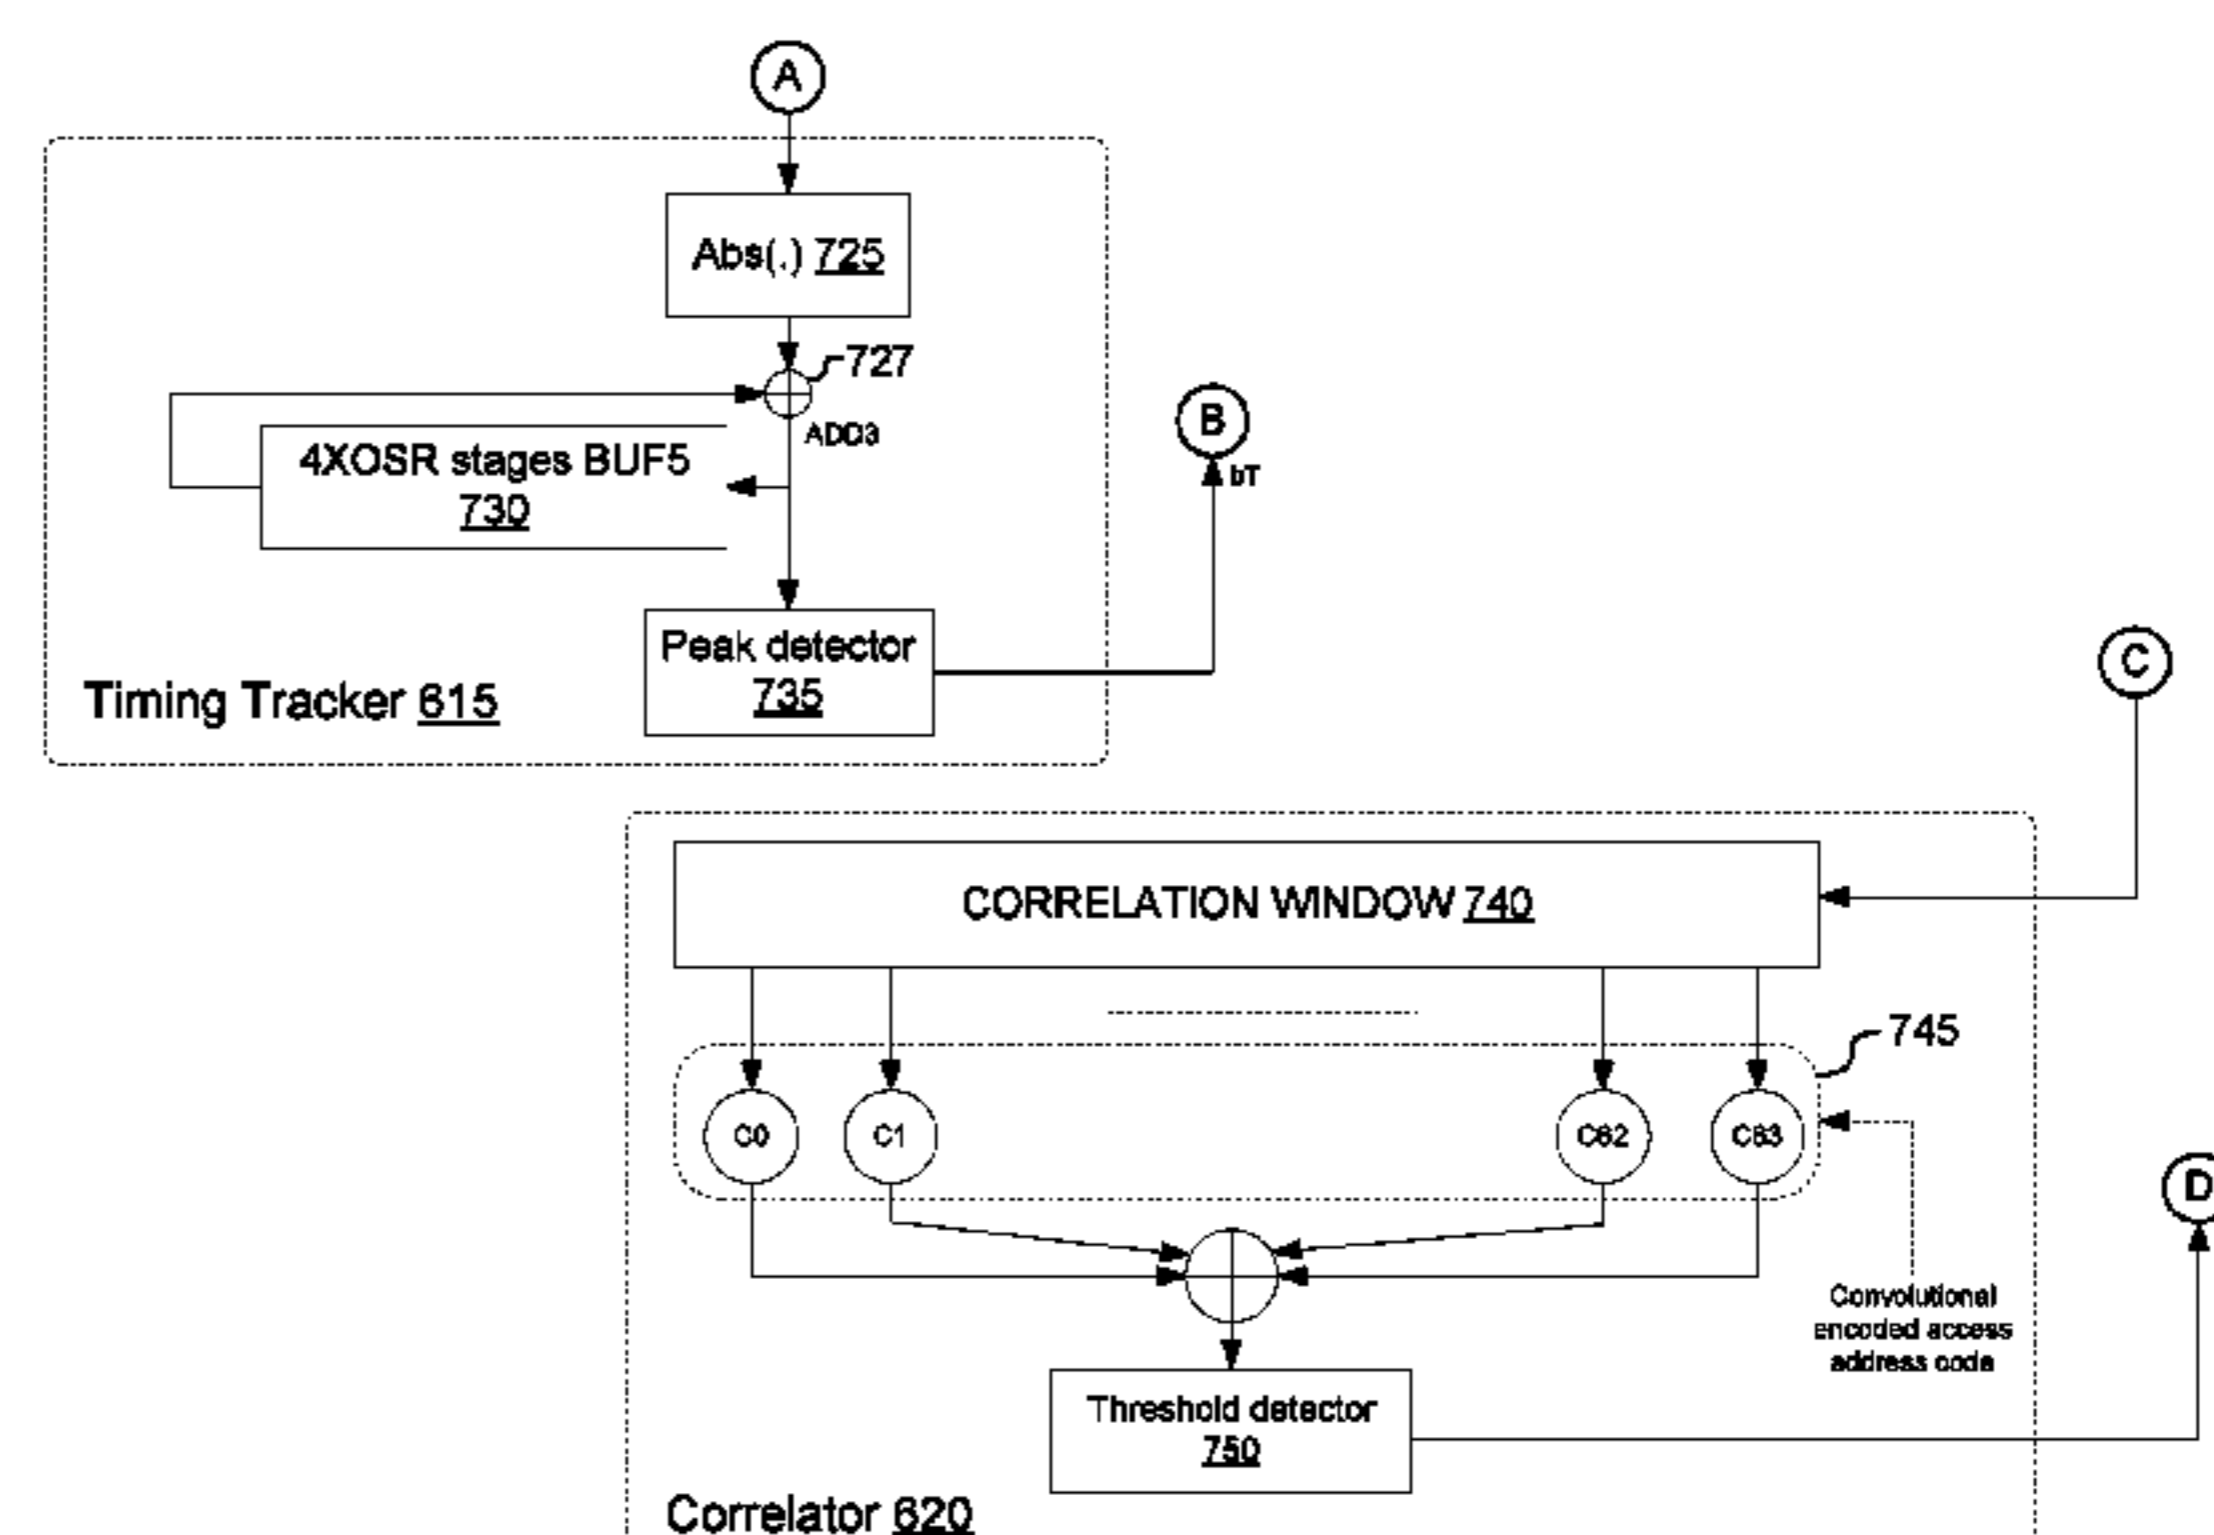 A
Abs(.) 725
727
ADD3
4XOSR stages BUF5
730
B
bT
Peak detector
735
Timing Tracker 615
C
CORRELATION WINDOW 740
745
C0
C1
C62
C63
D
Convolutional
encoded access
address code
Threshold detector
750
Correlator 620